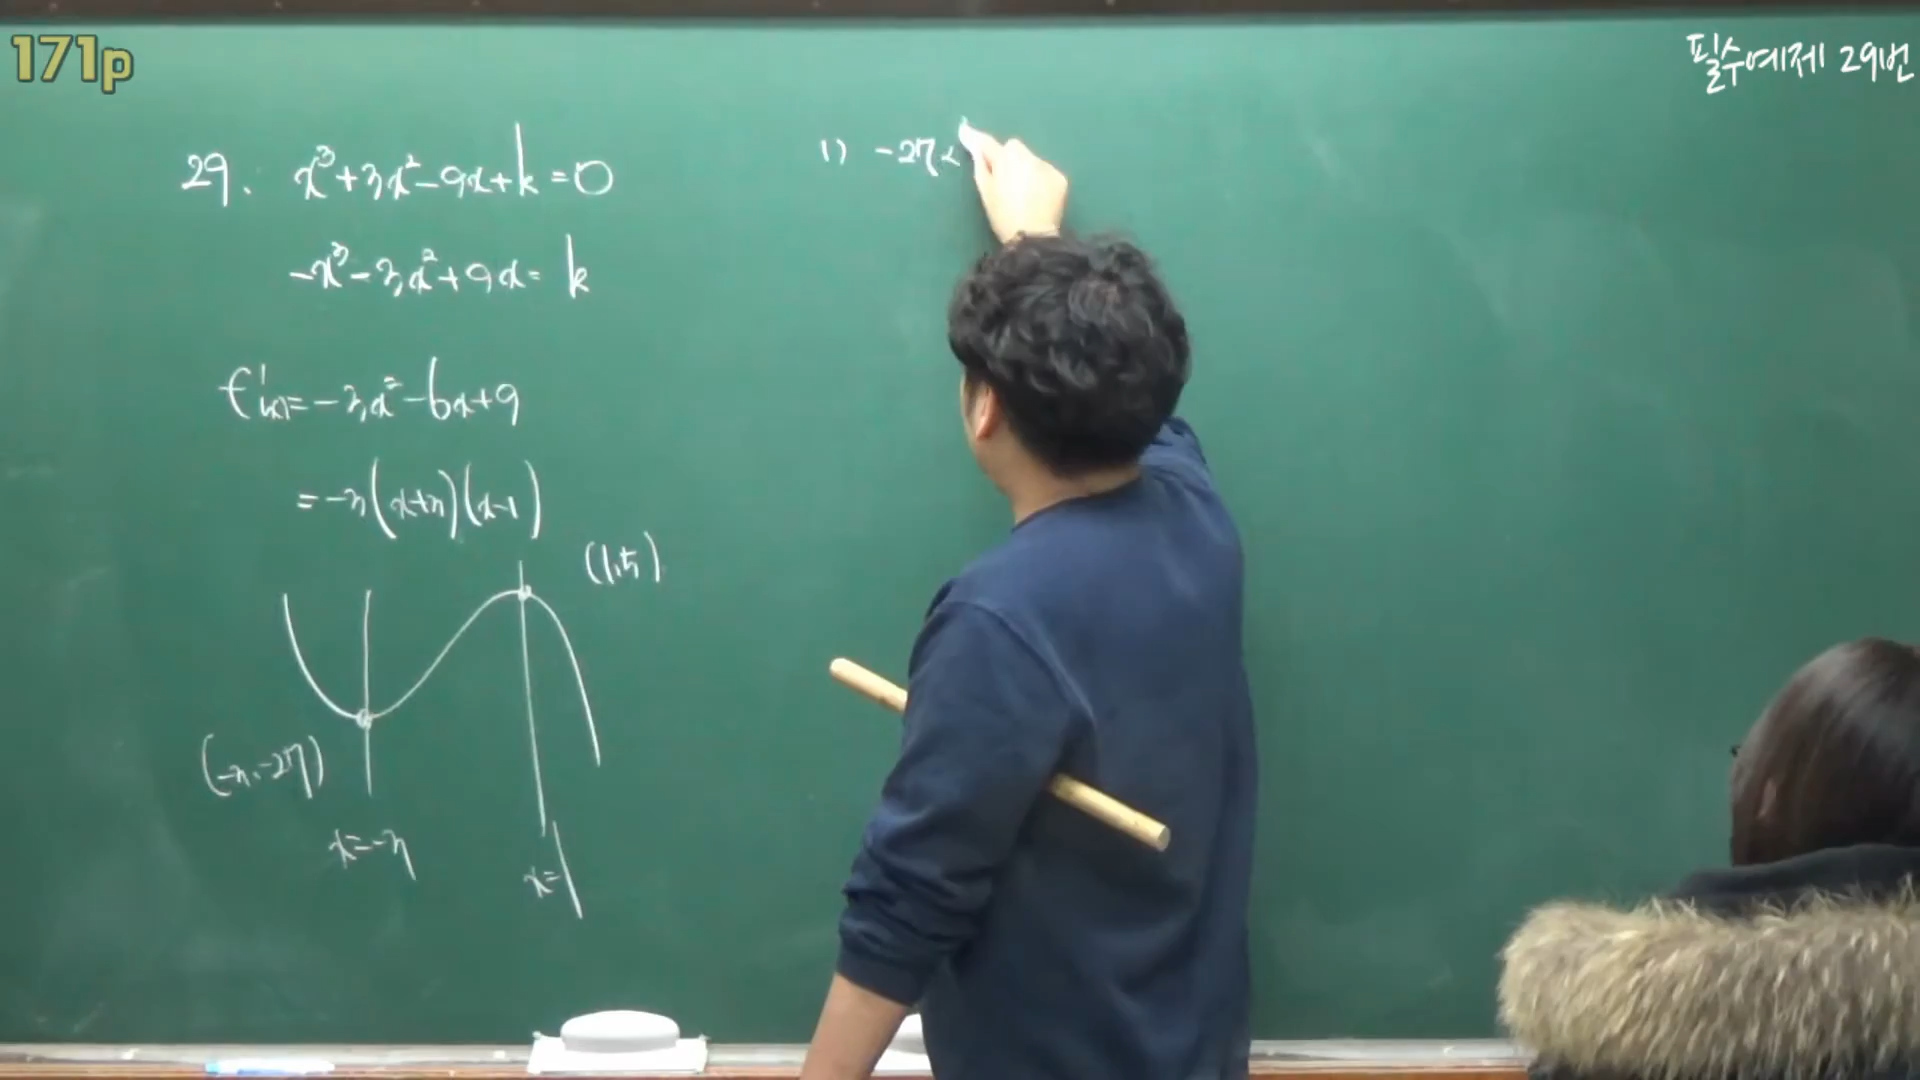 171p
필수예제 29번
29. x³+3x²-9x+k=0
-x³-3x²+9x=k
f'(x)=-3x²-6x+9
=-3(x+3)(x-1)
(1,5)
(-3,-27)
x=-3
x=1
1) -27<